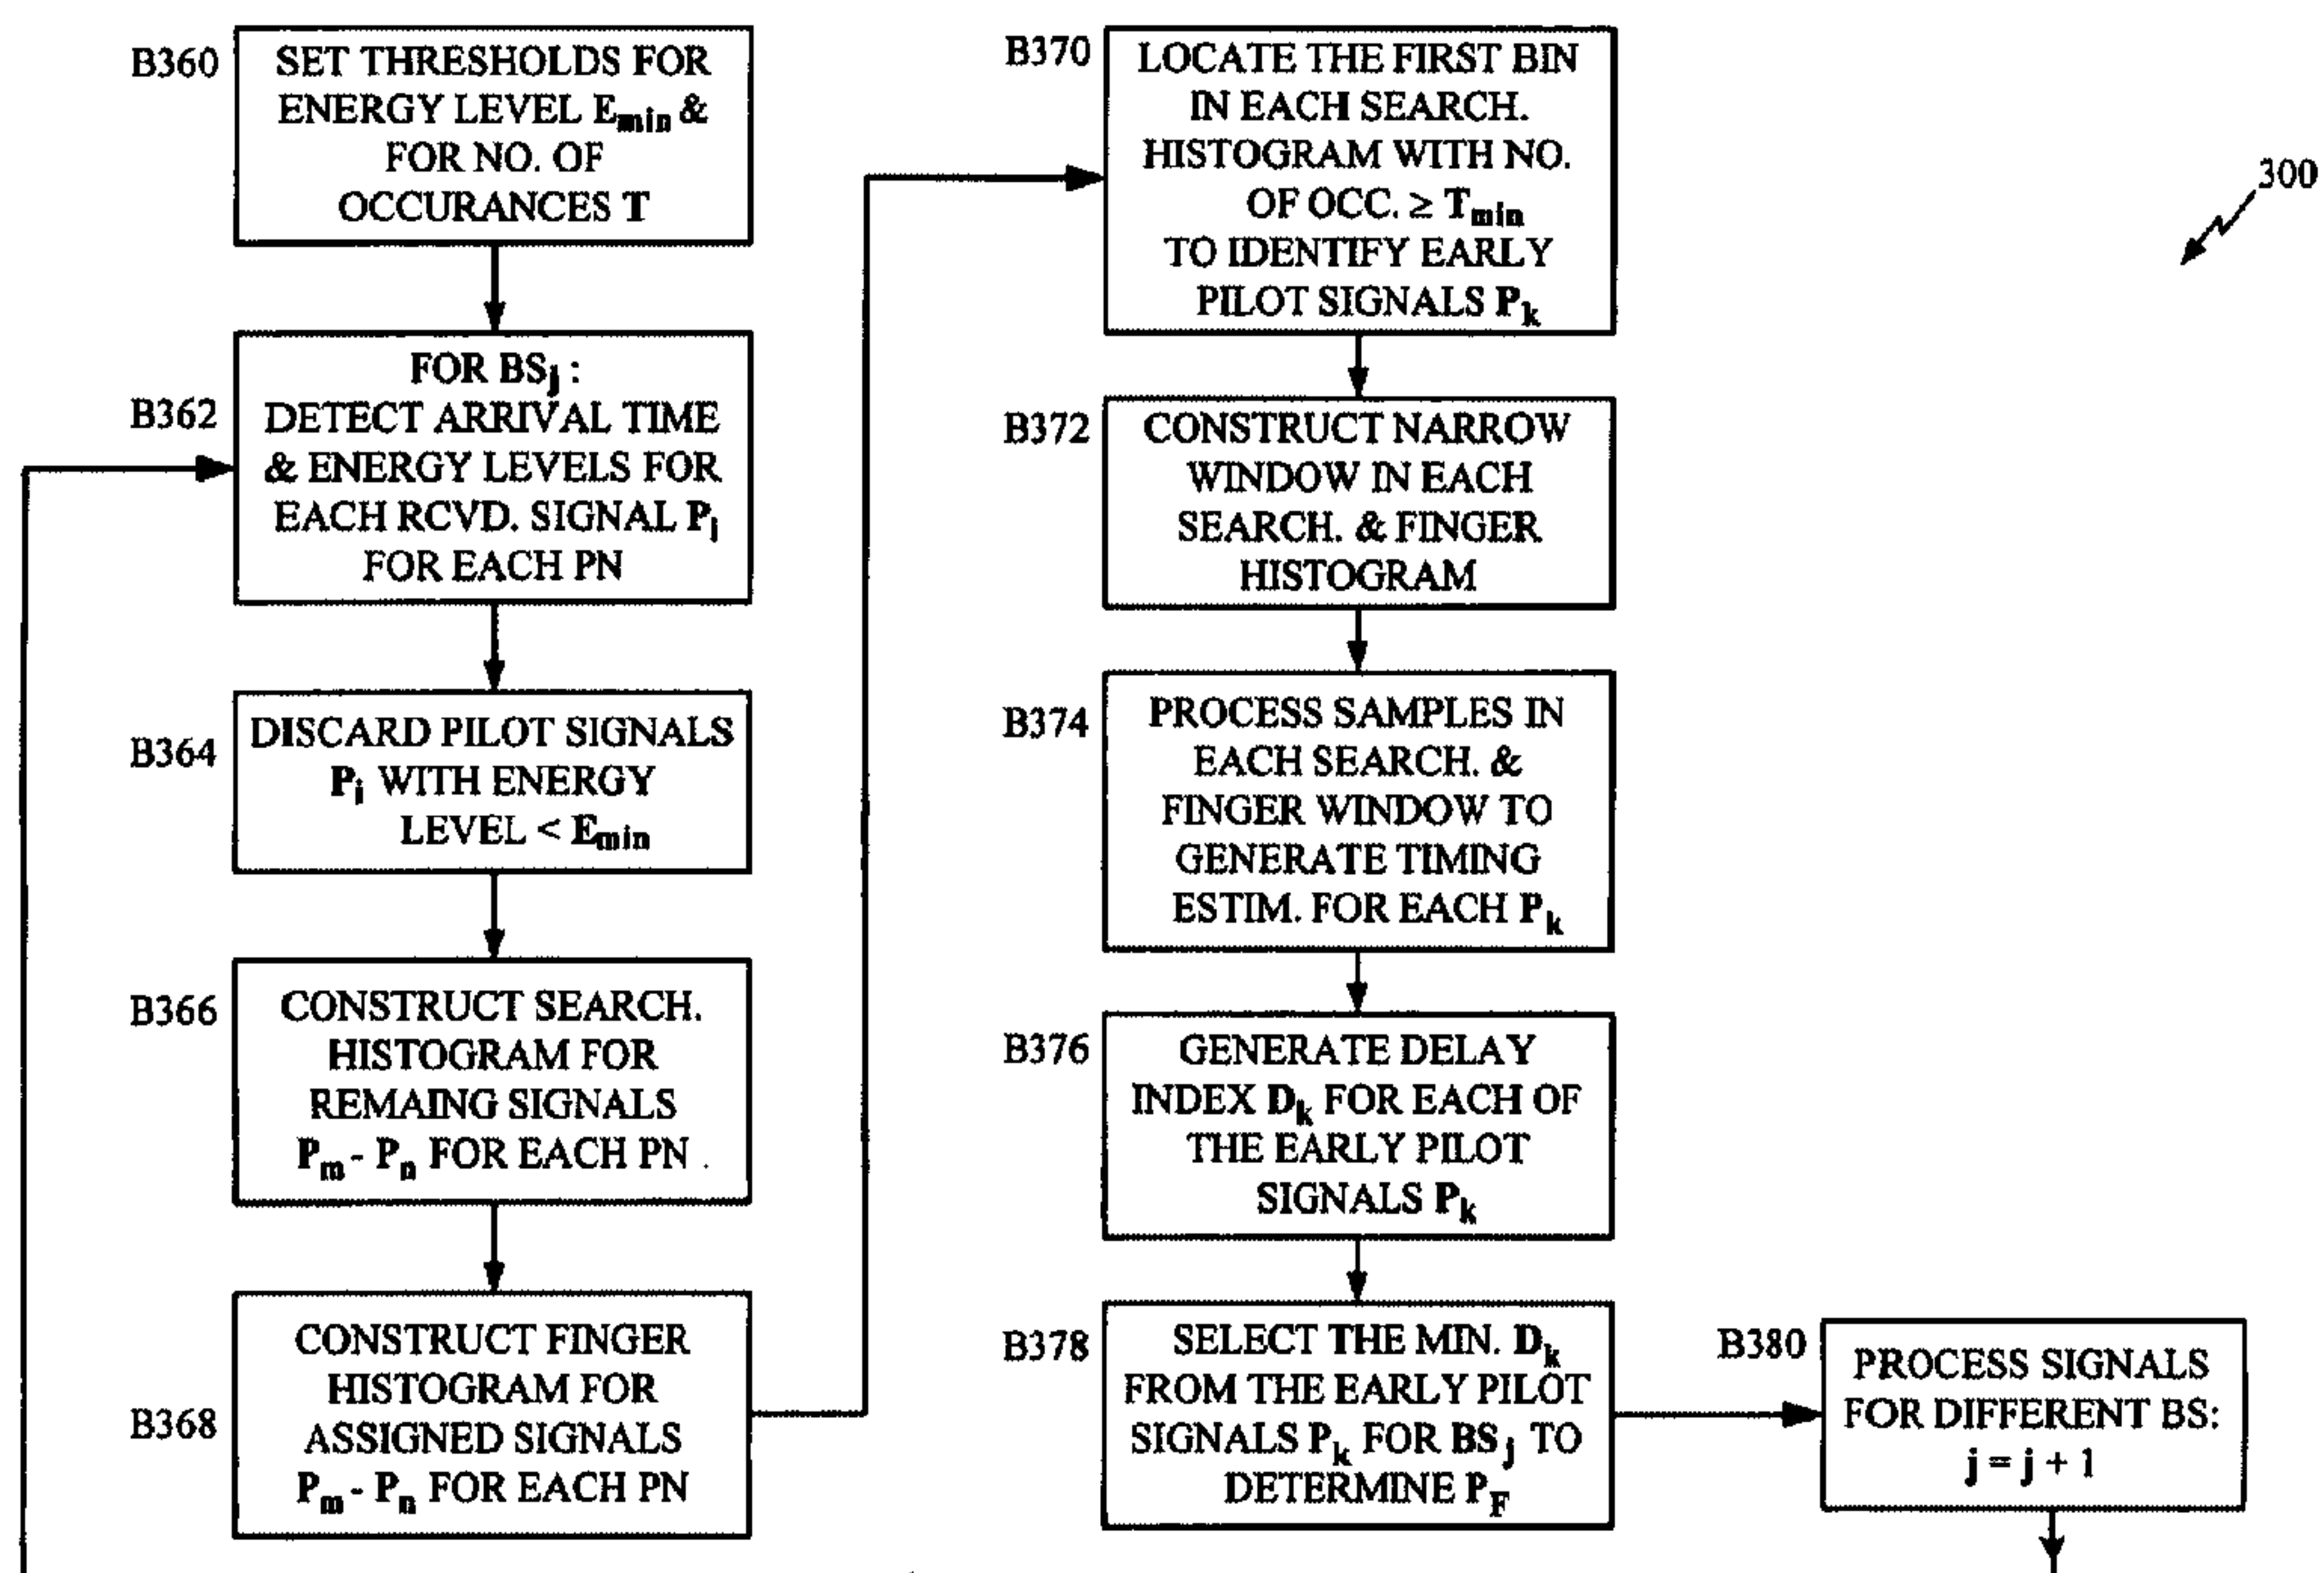 B360
SET THRESHOLDS FOR
ENERGY LEVEL Emin &
FOR NO. OF
OCCURANCES T
B362
FOR BSj :
DETECT ARRIVAL TIME
& ENERGY LEVELS FOR
EACH RCVD. SIGNAL Pi
FOR EACH PN
B364
DISCARD PILOT SIGNALS
Pi WITH ENERGY
LEVEL < Emin
B366
CONSTRUCT SEARCH.
HISTOGRAM FOR
REMAING SIGNALS
Pm - Pn FOR EACH PN .
B368
CONSTRUCT FINGER
HISTOGRAM FOR
ASSIGNED SIGNALS
Pm - Pn FOR EACH PN
B370
LOCATE THE FIRST BIN
IN EACH SEARCH.
HISTOGRAM WITH NO.
OF OCC. ≥ Tmin
TO IDENTIFY EARLY
PILOT SIGNALS Pk
B372
CONSTRUCT NARROW
WINDOW IN EACH
SEARCH. & FINGER
HISTOGRAM
B374
PROCESS SAMPLES IN
EACH SEARCH. &
FINGER WINDOW TO
GENERATE TIMING
ESTIM. FOR EACH Pk
B376
GENERATE DELAY
INDEX Dk FOR EACH OF
THE EARLY PILOT
SIGNALS Pk
B378
SELECT THE MIN. Dk
FROM THE EARLY PILOT
SIGNALS Pk FOR BSj TO
DETERMINE PF
B380
PROCESS SIGNALS
FOR DIFFERENT BS:
j = j + 1
300